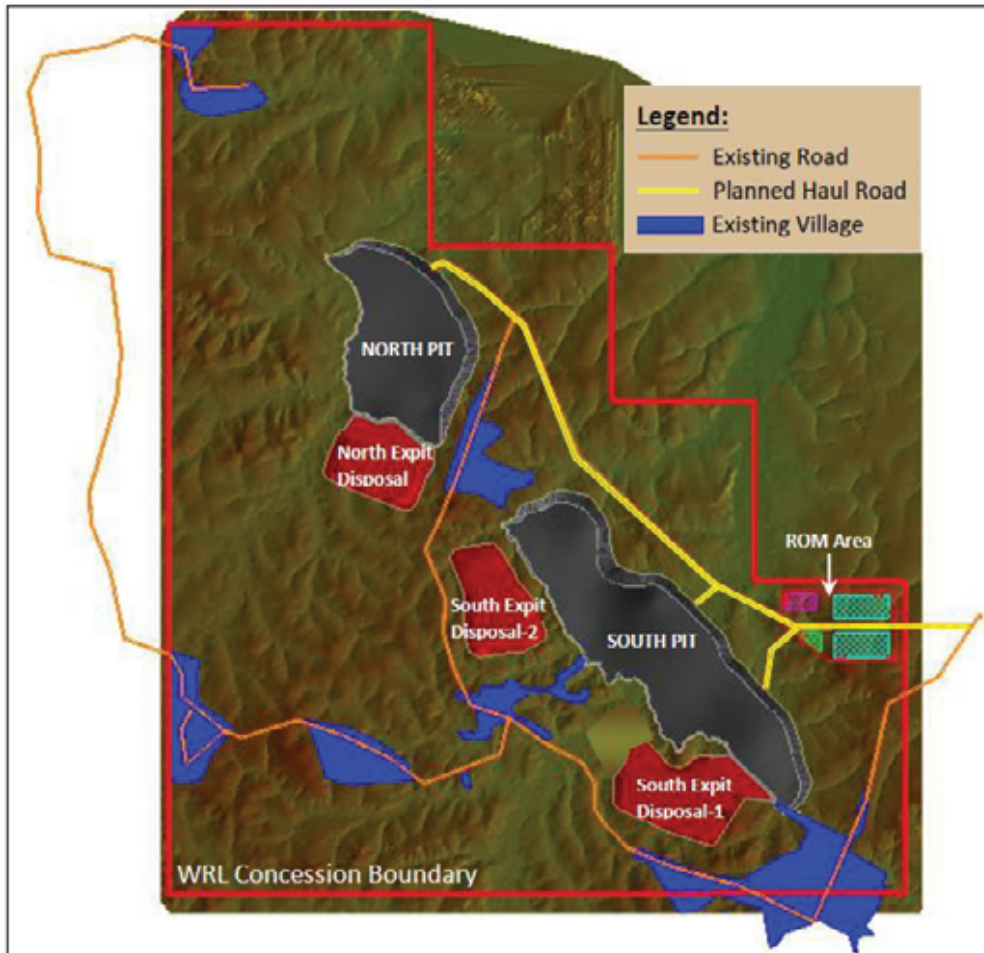 Legend:
Existing Road
Planned Haul Road
Existing Village
NORTH PIT
North Expit
Disposal
ROM Area
South Expit
Disposal-2
SOUTH PIT
South Expit
Disposal-1
WRL Concession Boundary